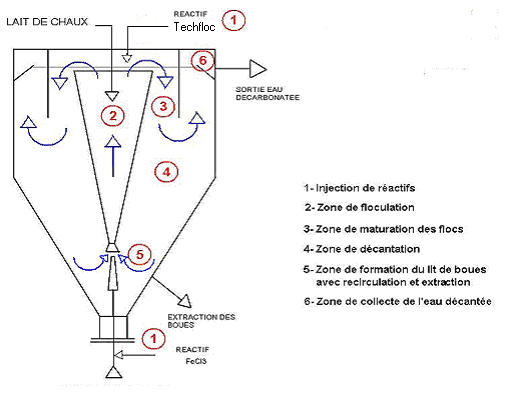 REACTIF
1
LAIT DE CHAUX
Techfloc
6
SORTIE EAU
DECARBONATEE
3
2
4
5
EXTRACTION DES
BOUES
1
REACTIF
FeCl3
1- Injection de réactifs
2- Zone de floculation
3- Zone de maturation des flocs
4- Zone de décantation
5- Zone de formation du lit de boues
avec recirculation et extraction
6- Zone de collecte de l'eau décantée